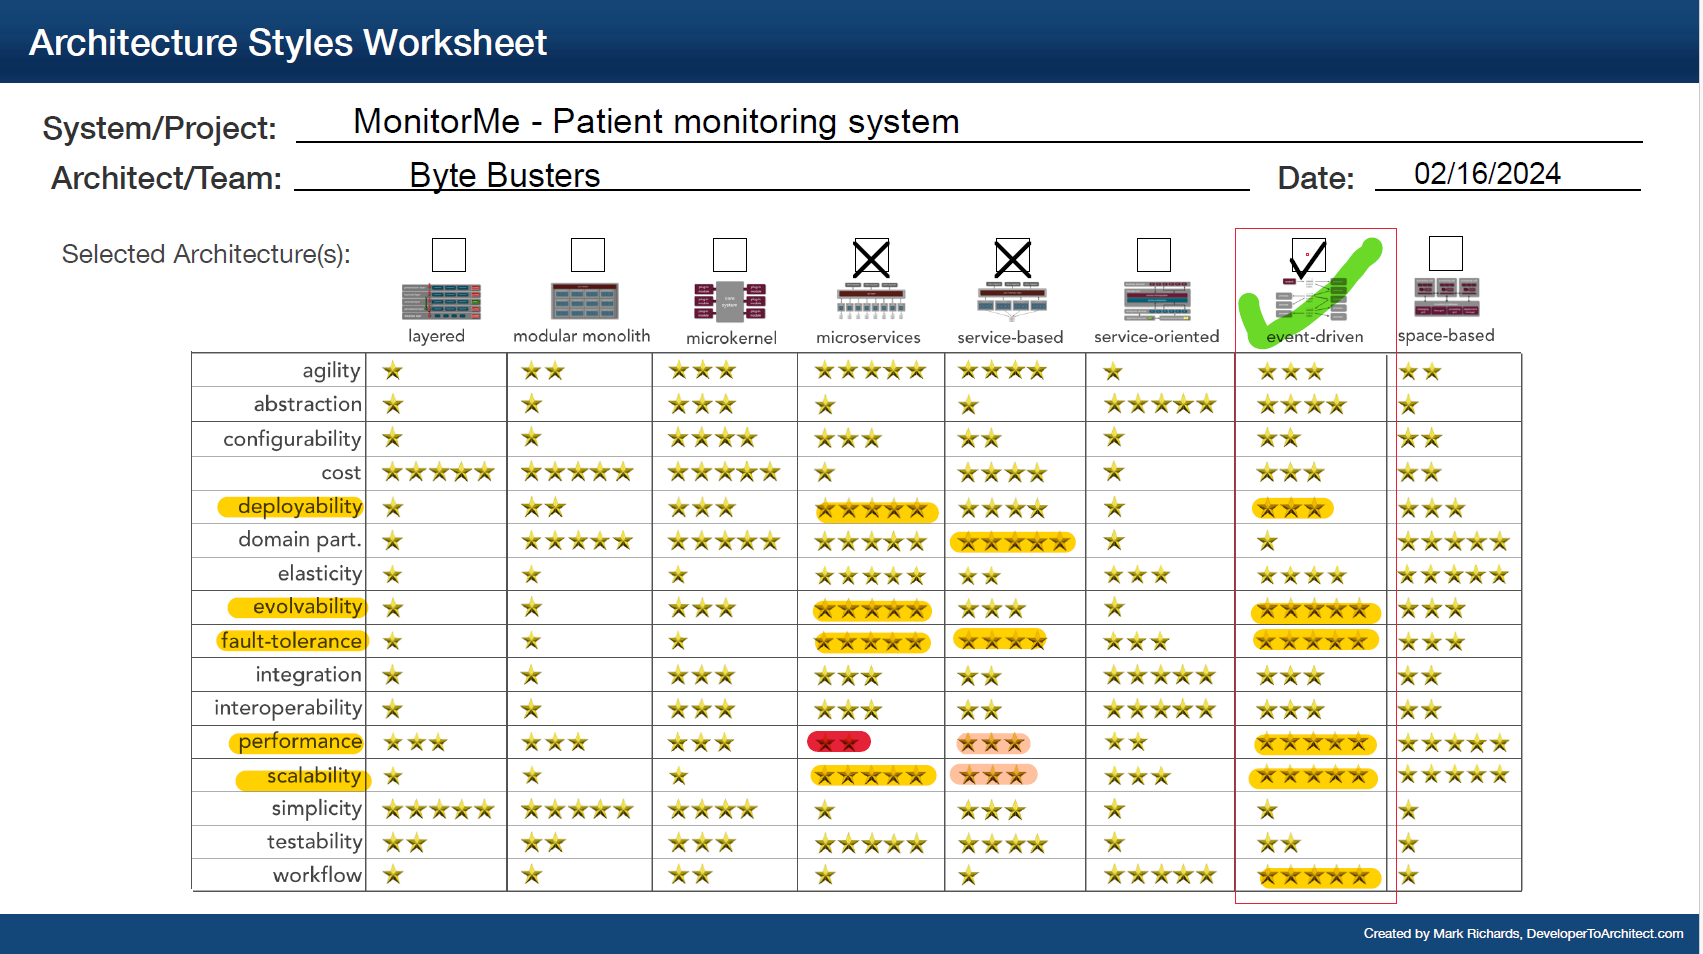 Architecture Styles Worksheet
System/Project: MonitorMe - Patient monitoring system
Architect/Team: Byte Busters Date: 02/16/2024
Selected Architecture(s):
layered modular monolith microkernel microservices service-based service-oriented event-driven space-based
agility
abstraction
configurability
cost
deployability
domain part.
elasticity
evolvability
fault-tolerance
integration
interoperability
performance
scalability
simplicity
testability
workflow
Created by Mark Richards, DeveloperToArchitect.com